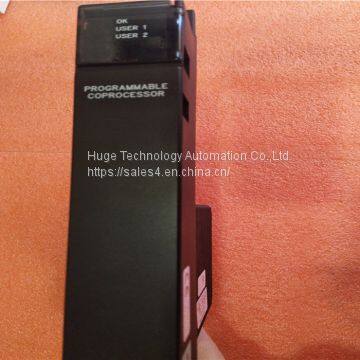 OK
USER 1
USER 2
PROGRAMMABLE
COPROCESSOR
Huge Technology Automation Co.,Ltd.
https://sales4.en.china.cn/